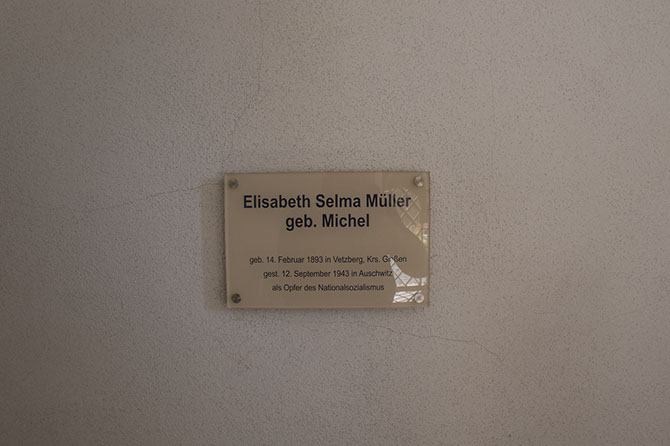 Elisabeth Selma Müller
geb. Michel
geb. 14. Februar 1893 in Vetzberg, Krs. Gießen
gest. 12. September 1943 in Auschwitz
als Opfer des Nationalsozialismus